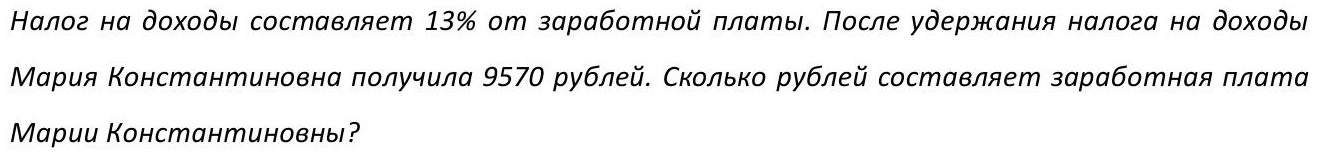 Налог на доходы составляет 13% от заработной платы. После удержания налога на доходы
Мария Константиновна получила 9570 рублей. Сколько рублей составляет заработная плата
Марии Константиновны?